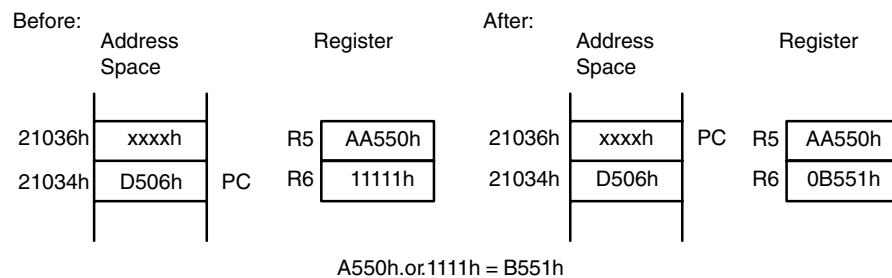 Before:
Address Space
Register
21036h xxxxh R5 AA550h
21034h D506h PC R6 11111h
After:
Address Space
Register
21036h xxxxh PC R5 AA550h
21034h D506h R6 0B551h
A550h.or.1111h = B551h